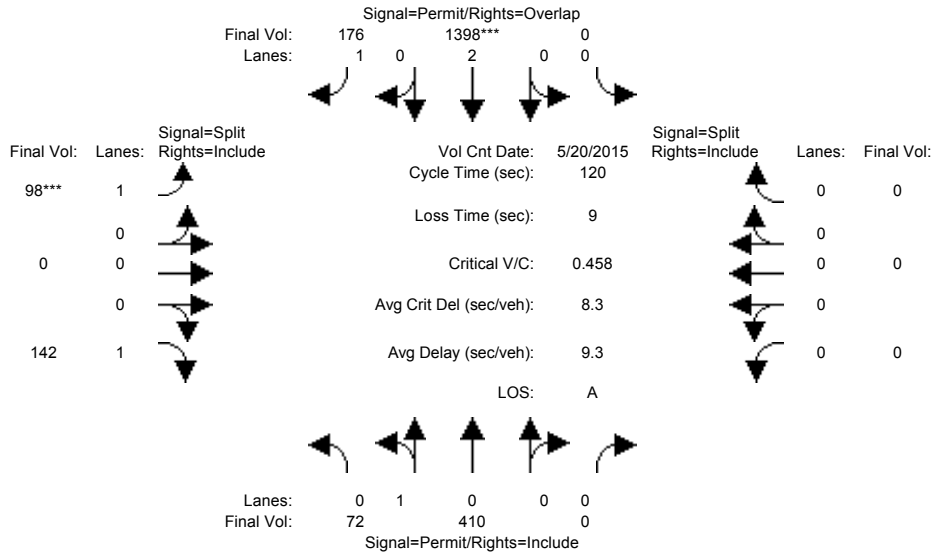 Signal=Permit/Rights=Overlap
Final Vol: 176 1398*** 0
Lanes: 1 0 2 0 0
Signal=Split Signal=Split
Final Vol: Lanes: Rights=Include Vol Cnt Date: 5/20/2015 Rights=Include Lanes: Final Vol:
Cycle Time (sec): 120
98*** 1 0 0
Loss Time (sec): 9
0 0
0 0 Critical V/C: 0.458 0 0
0 Avg Crit Del (sec/veh): 8.3 0
142 1 Avg Delay (sec/veh): 9.3 0 0
LOS: A
Lanes: 0 1 0 0 0
Final Vol: 72 410 0
Signal=Permit/Rights=Include